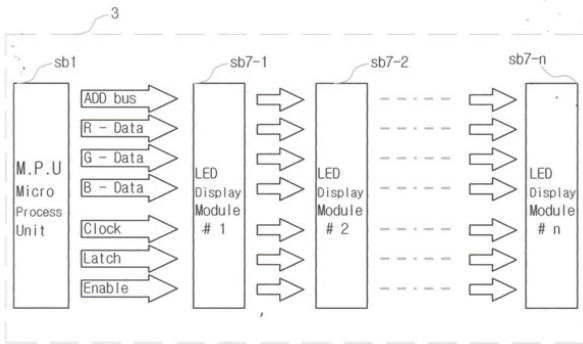 3
sb1
sb7-1
sb7-2
sb7-n
M.P.U
Micro
Process
Unit
ADD bus
R - Data
G - Data
B - Data
Clock
Latch
Enable
LED
Display
Module
# 1
LED
Display
Module
# 2
LED
Display
Module
# n